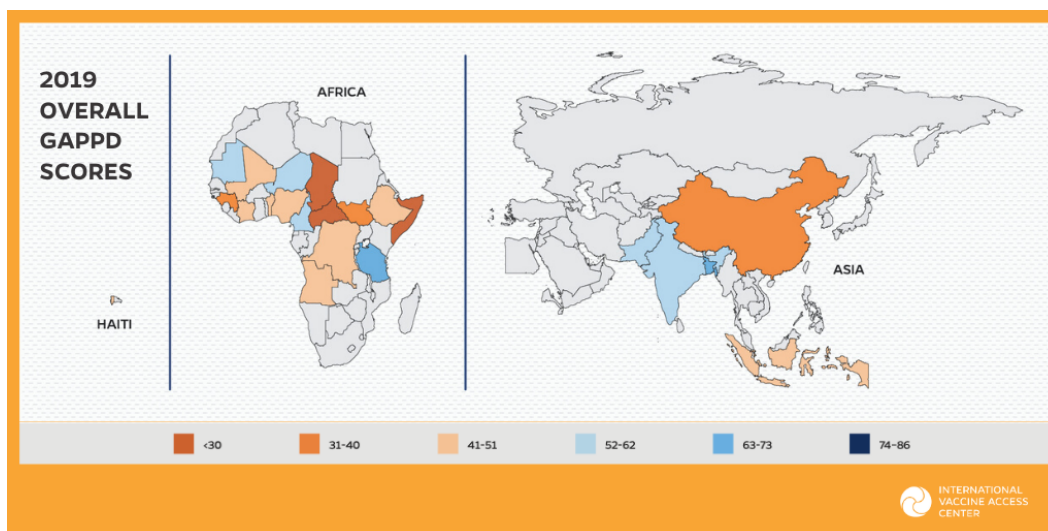 2019
OVERALL
GAPPD
SCORES
AFRICA
HAITI
ASIA
<30
31-40
41-51
52-62
63-73
74-86
INTERNATIONAL
VACCINE ACCESS
CENTER